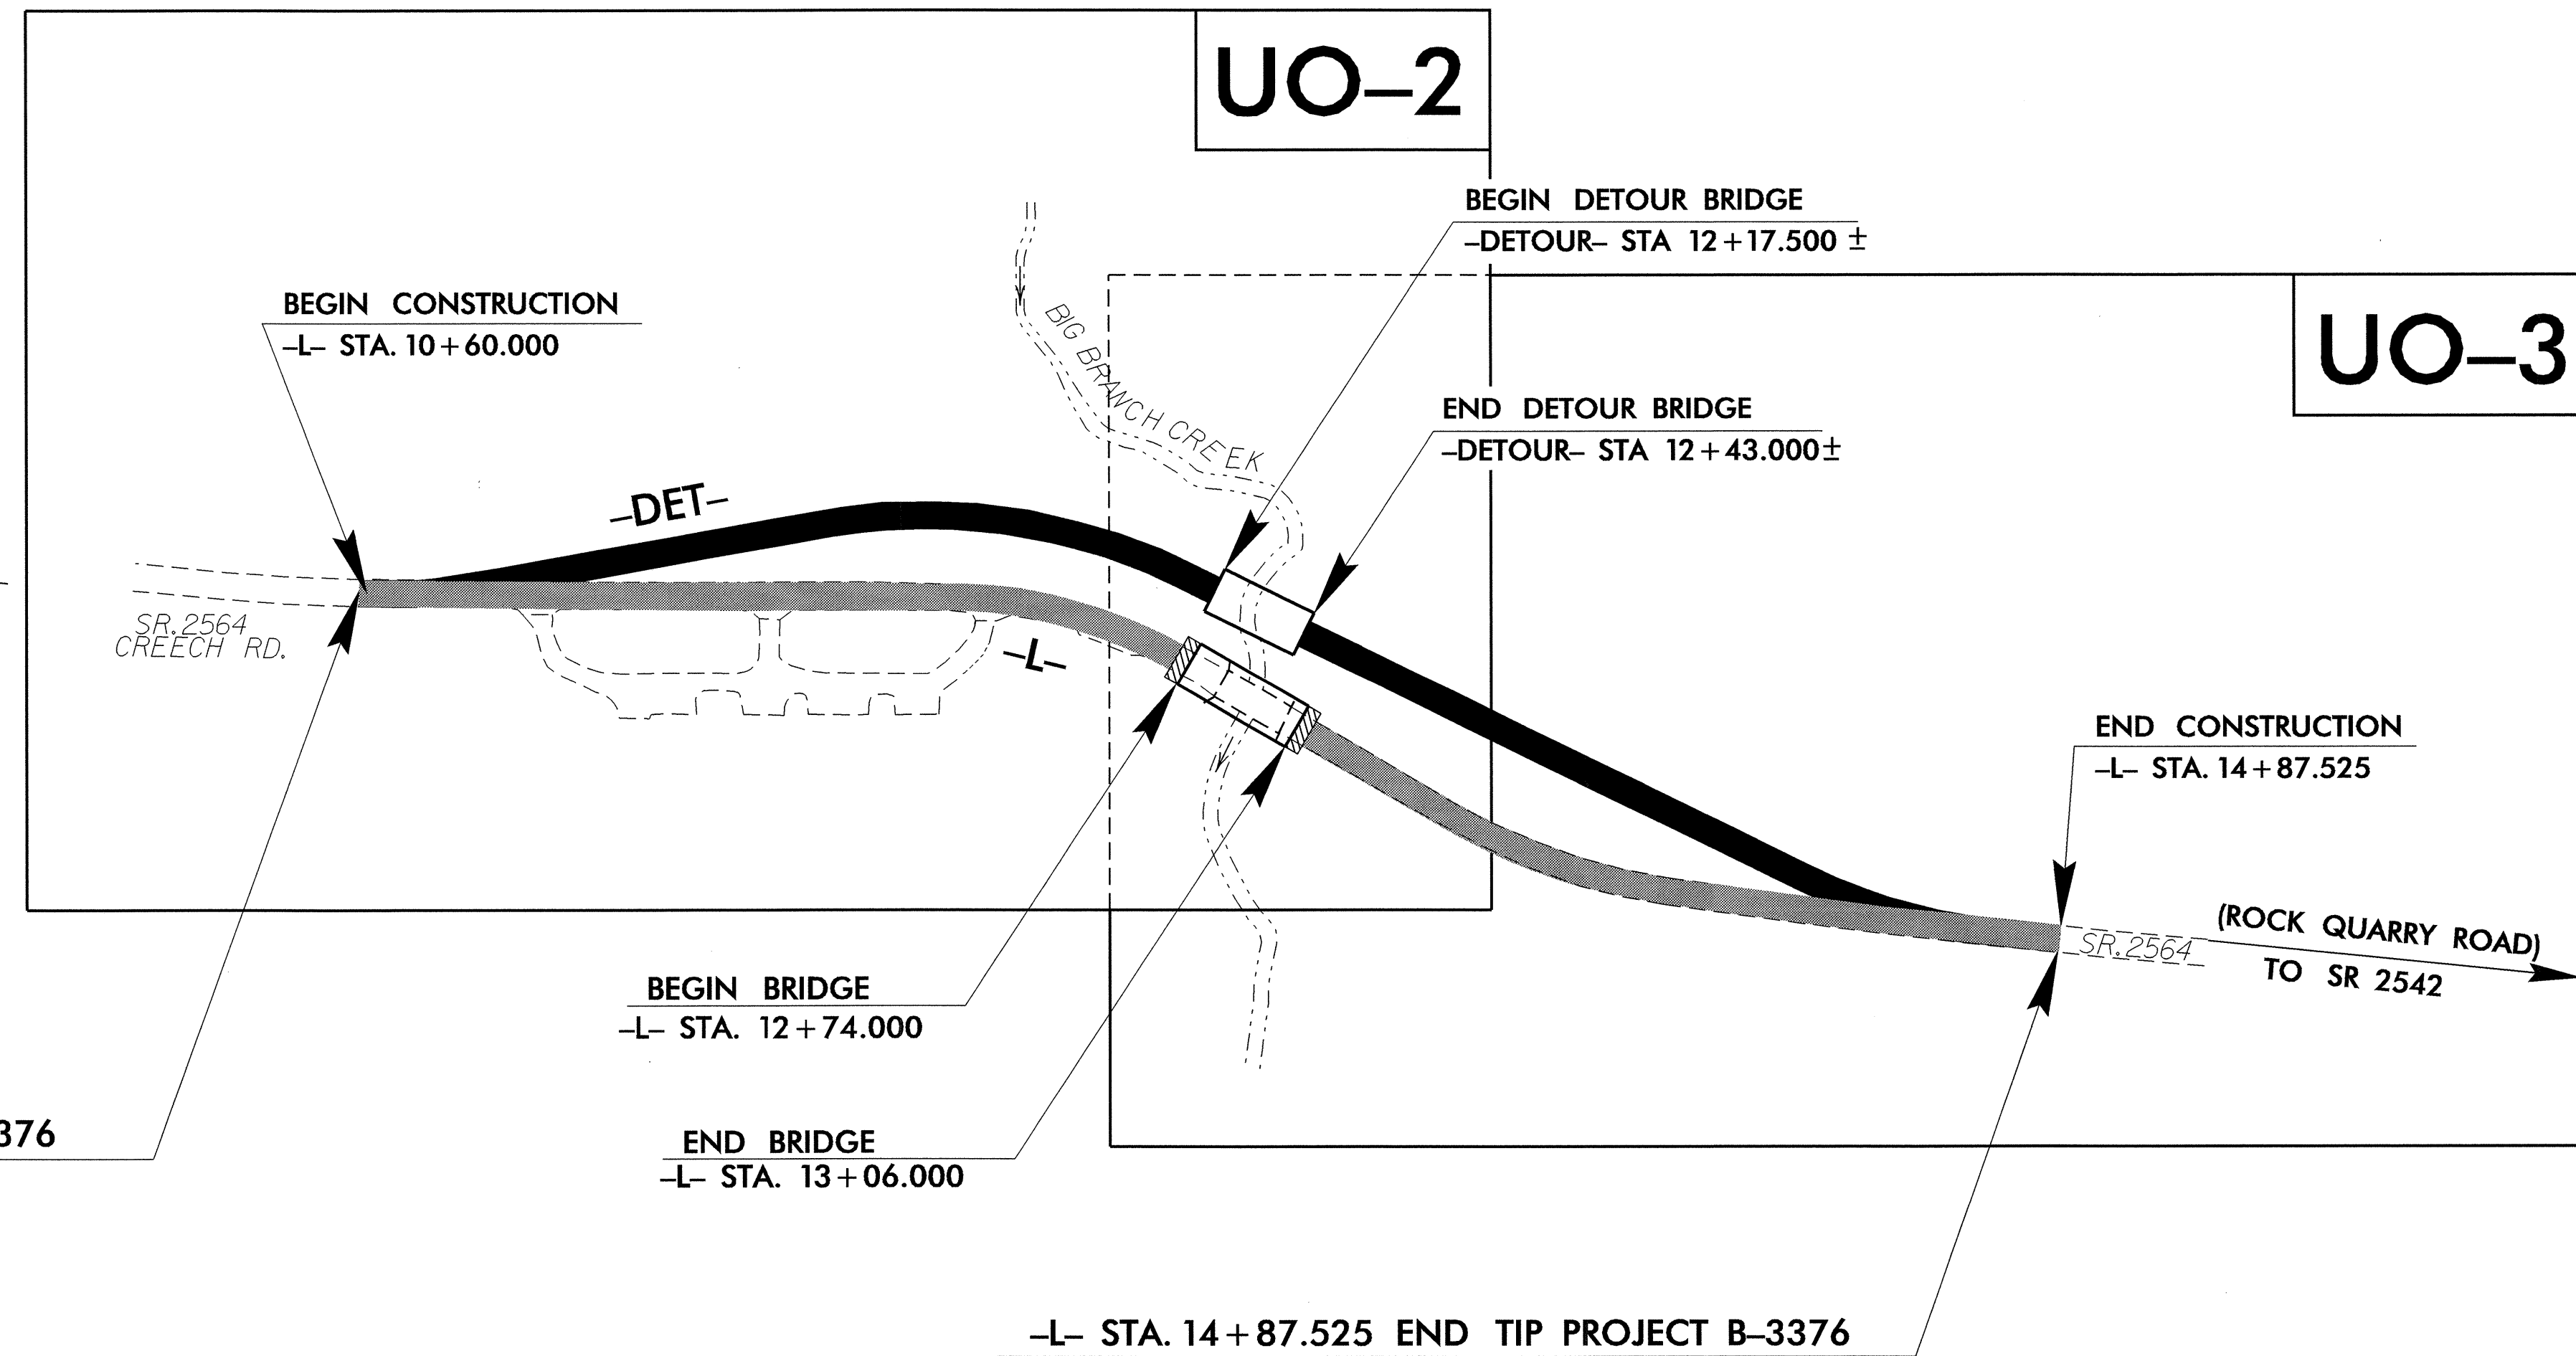 UO–2
BEGIN DETOUR BRIDGE
–DETOUR– STA 12+17.500 ±
BEGIN CONSTRUCTION
–L– STA. 10+60.000
UO–3
BIG BRANCH CREEK
END DETOUR BRIDGE
–DETOUR– STA 12+43.000±
–DET–
SR.2564
CREECH RD.
–L–
END CONSTRUCTION
–L– STA. 14+87.525
(ROCK QUARRY ROAD)
SR.2564
TO SR 2542
BEGIN BRIDGE
–L– STA. 12+74.000
376
END BRIDGE
–L– STA. 13+06.000
–L– STA. 14+87.525 END TIP PROJECT B–3376